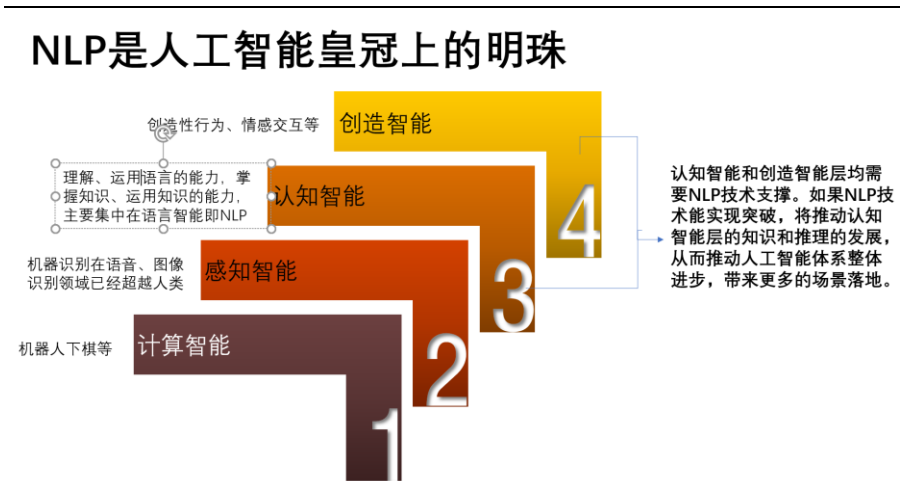 NLP是人工智能皇冠上的明珠
创造性行为、情感交互等
创造智能
4
理解、运用语言的能力，掌
握知识、运用知识的能力，
主要集中在语言智能即NLP
认知智能
3
机器识别在语音、图像
识别领域已经超越人类
感知智能
2
机器人下棋等
计算智能
1
认知智能和创造智能层均需
要NLP技术支撑。如果NLP技
术能实现突破，将推动认知
智能层的知识和推理的发展，
从而推动人工智能体系整体
进步，带来更多的场景落地。